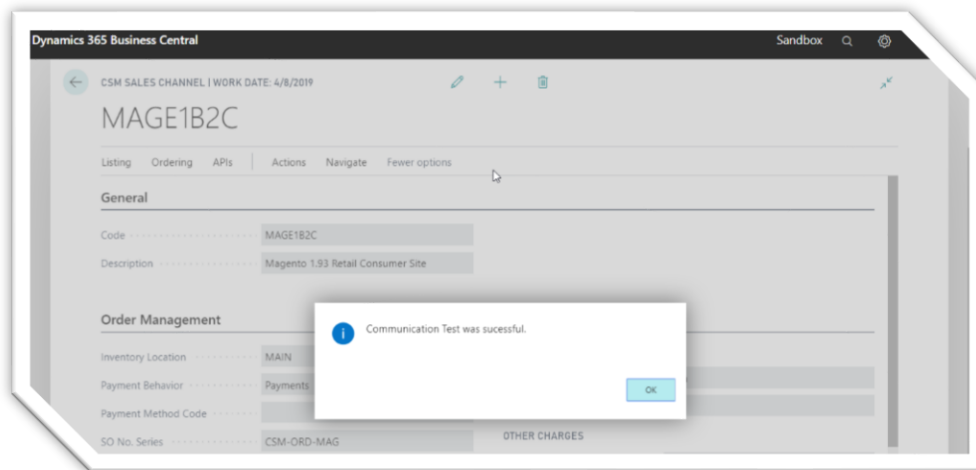 Dynamics 365 Business Central Sandbox
CSM SALES CHANNEL | WORK DATE: 4/8/2019
MAGE1B2C
Listing Ordering APIs Actions Navigate Fewer options
General
Code MAGE1B2C
Description Magento 1.93 Retail Consumer Site
Order Management
Communication Test was sucessful.
Inventory Location MAIN
Payment Behavior Payments
OK
Payment Method Code
SO No. Series CSM-ORD-MAG
OTHER CHARGES